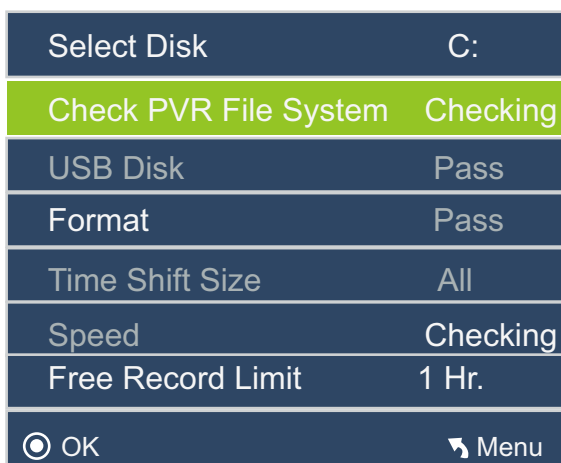 Select Disk C:
Check PVR File System Checking
USB Disk Pass
Format Pass
Time Shift Size All
Speed Checking
Free Record Limit 1 Hr.
OK Menu